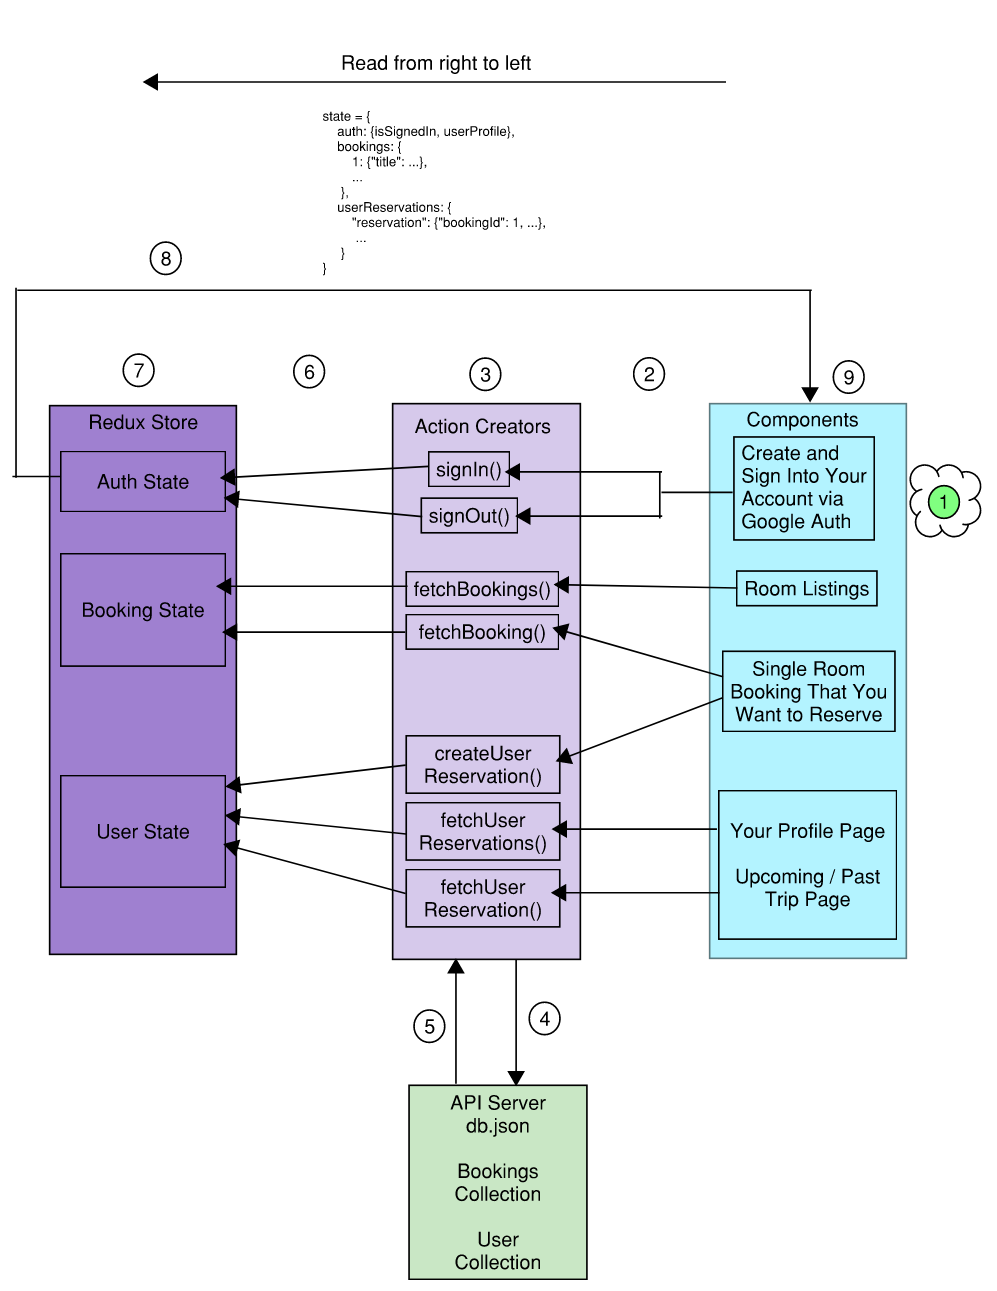 Read from right to left
state = {
auth: {isSignedIn, userProfile},
bookings: {
1: {"title": ...},
...
},
userReservations: {
"reservation": {"bookingId": 1, ...},
...
}
}
8
7
6
3
2
9
Redux Store
Auth State
Booking State
User State
Action Creators
signIn()
signOut()
fetchBookings()
fetchBooking()
createUser
Reservation()
fetchUser
Reservations()
fetchUser
Reservation()
Components
Create and
Sign Into Your
Account via
Google Auth
1
Room Listings
Single Room
Booking That You
Want to Reserve
Your Profile Page
Upcoming / Past
Trip Page
5
4
API Server
db.json
Bookings
Collection
User
Collection